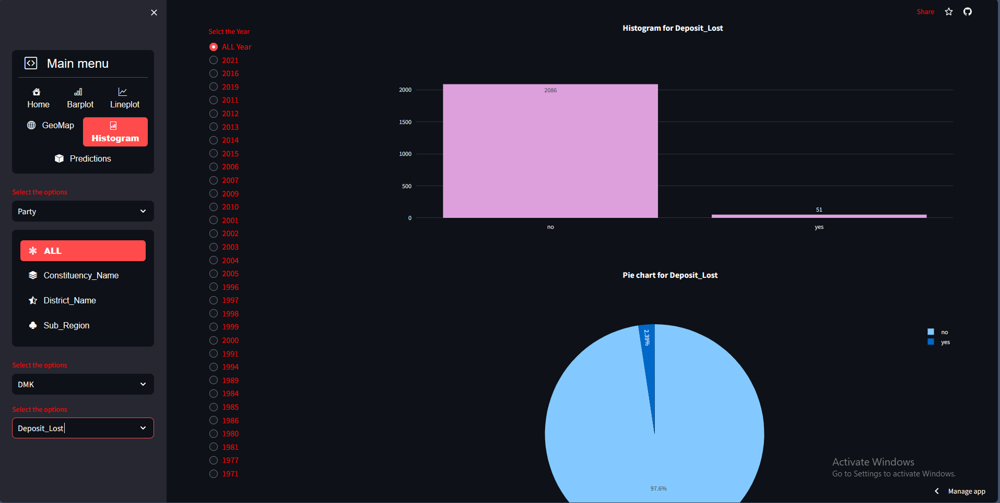 Main menu
Home
Barplot
Lineplot
GeoMap
Histogram
Predictions
Select the options
Party
ALL
Constituency_Name
District_Name
Sub_Region
Select the options
DMK
Select the options
Deposit_Lost
Selct the Year
ALL Year
2021
2016
2019
2011
2012
2013
2014
2015
2006
2007
2009
2010
2001
2002
2003
2004
2005
1996
1997
1998
1999
2000
1991
1994
1989
1984
1985
1986
1980
1981
1977
1971
Share
Histogram for Deposit_Lost
2000
1500
1000
500
0
2086
51
no
yes
Pie chart for Deposit_Lost
2.39%
97.6%
no
yes
Activate Windows
Go to Settings to activate Windows.
Manage app